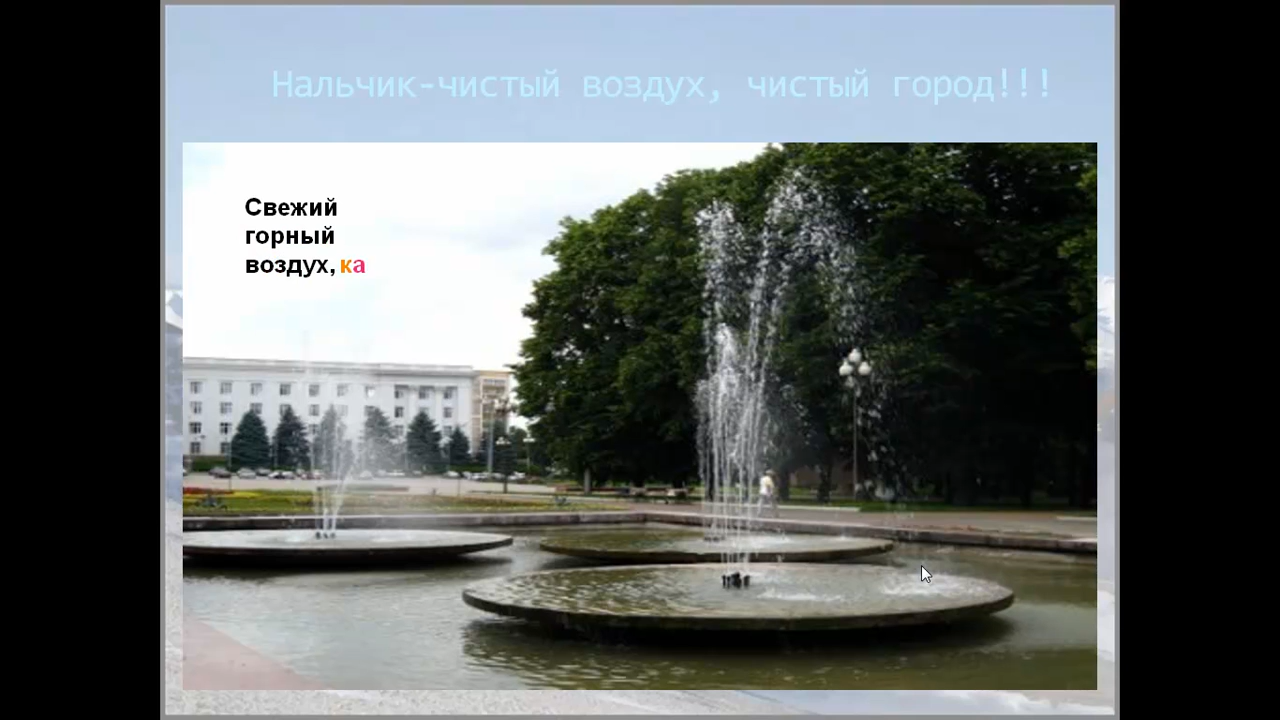 Нальчик-чистый воздух, чистый город!!!
Свежий
горный
воздух, ка